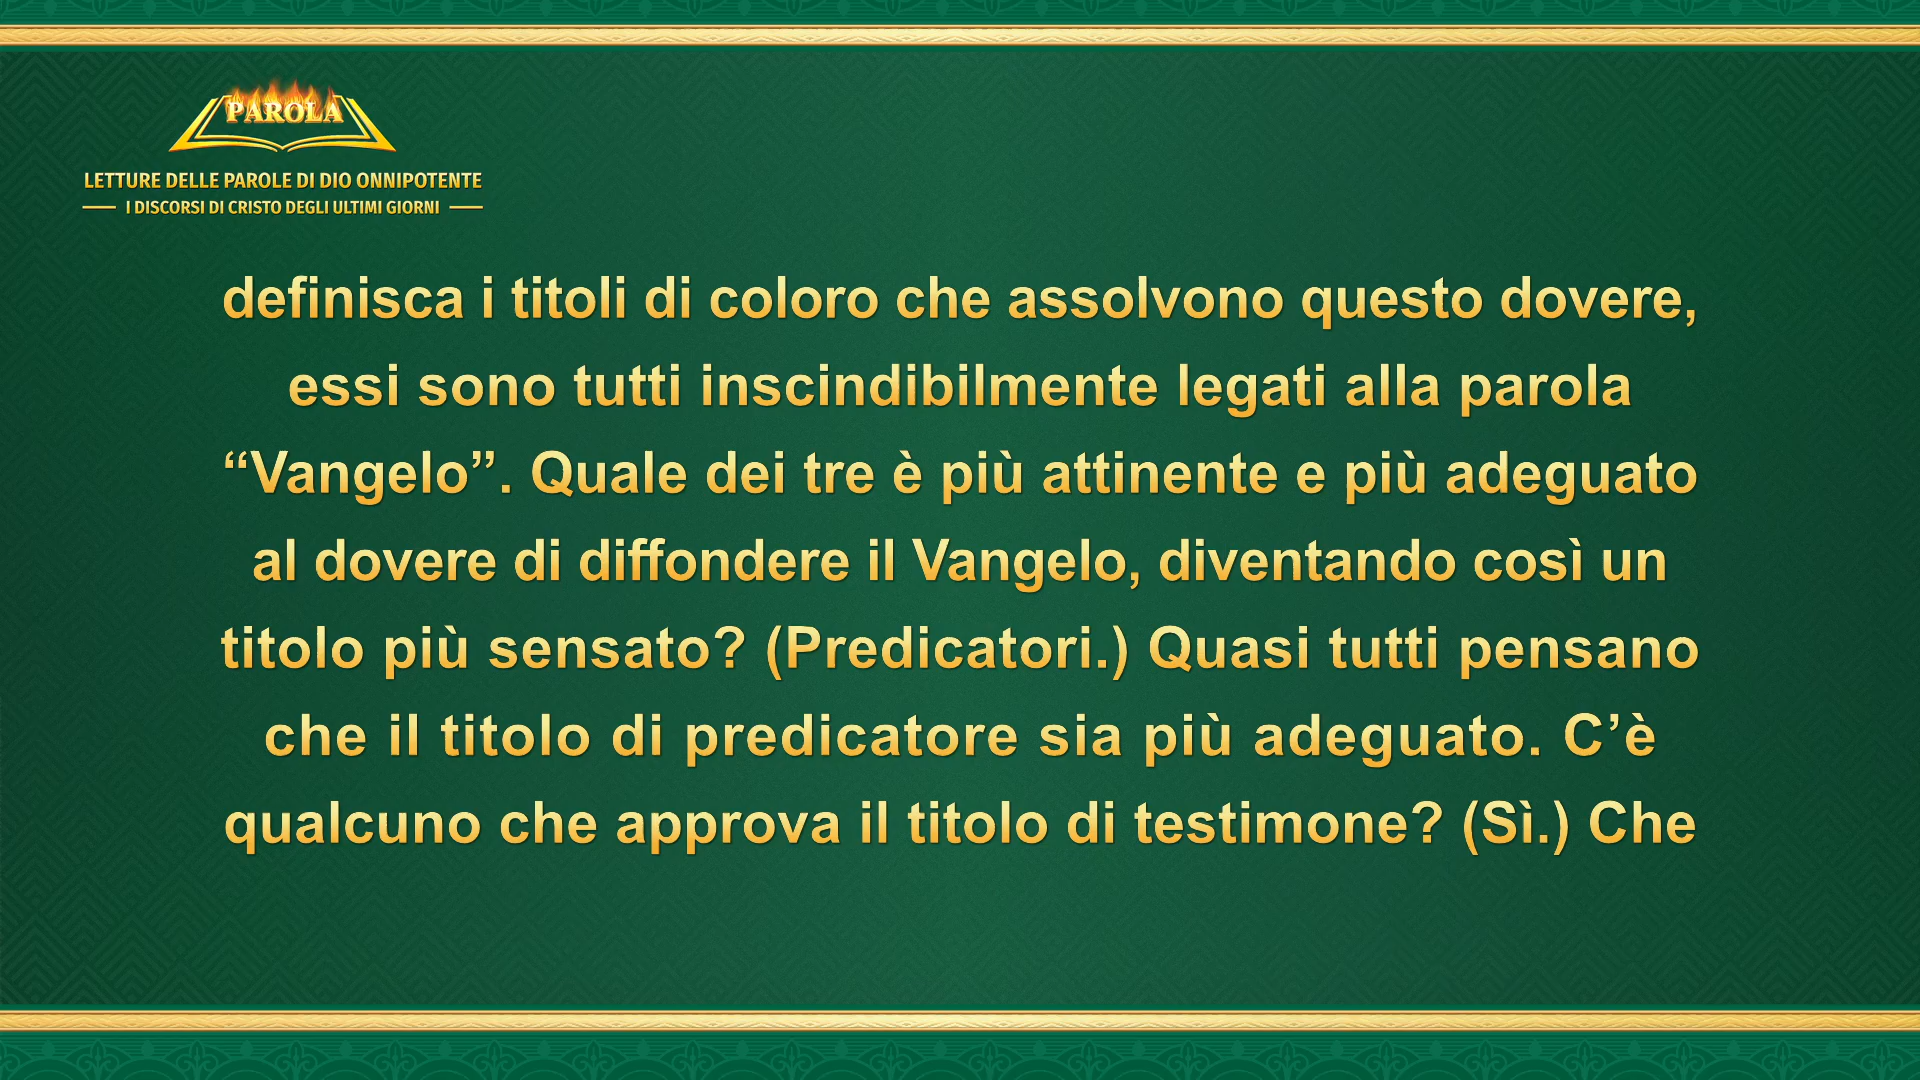 PAROLA
LETTURE DELLE PAROLE DI DIO ONNIPOTENTE
I DISCORSI DI CRISTO DEGLI ULTIMI GIORNI
definisca i titoli di coloro che assolvono questo dovere,
essi sono tutti inscindibilmente legati alla parola
“Vangelo”. Quale dei tre è più attinente e più adeguato
al dovere di diffondere il Vangelo, diventando così un
titolo più sensato? (Predicatori.) Quasi tutti pensano
che il titolo di predicatore sia più adeguato. C’è
qualcuno che approva il titolo di testimone? (Sì.) Che